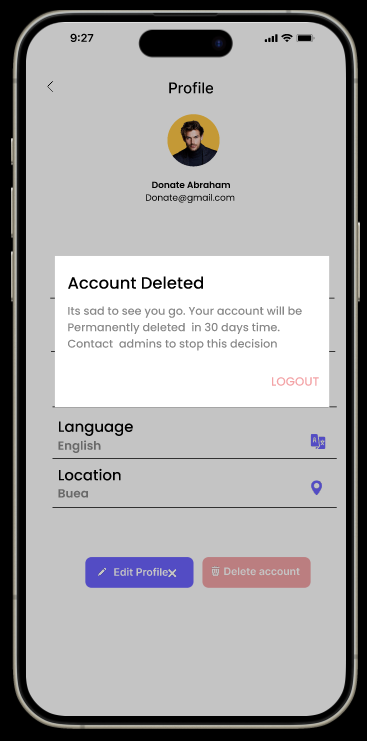 9:27
Profile
Donate Abraham
Donate@gmail.com
Account Deleted
Its sad to see you go. Your account will be
Permanently deleted in 30 days time.
Contact admins to stop this decision
LOGOUT
Language
English
Location
Buea
Edit Profile
Delete account